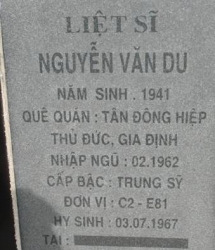 LIỆT SĨ
NGUYỄN VĂN DU
NĂM SINH . 1941
QUÊ QUÁN : TÂN ĐÔNG HIỆP
THỦ ĐỨC, GIA ĐỊNH
NHẬP NGŨ : 02.1962
CẤP BẬC : TRUNG SỸ
ĐƠN VỊ : C2 - E81
HY SINH : 03.07.1967
TẠI :